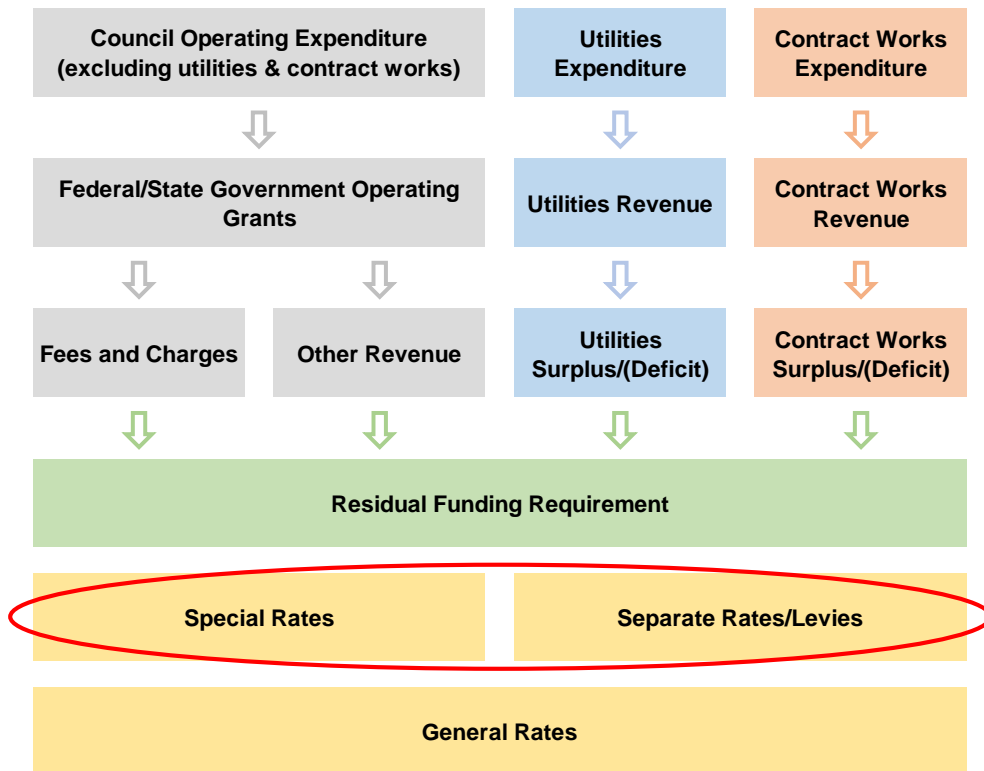 Council Operating Expenditure
(excluding utilities & contract works)
Utilities
Expenditure
Contract Works
Expenditure
Federal/State Government Operating
Grants
Utilities Revenue
Contract Works
Revenue
Fees and Charges
Other Revenue
Utilities
Surplus/(Deficit)
Contract Works
Surplus/(Deficit)
Residual Funding Requirement
Special Rates
Separate Rates/Levies
General Rates